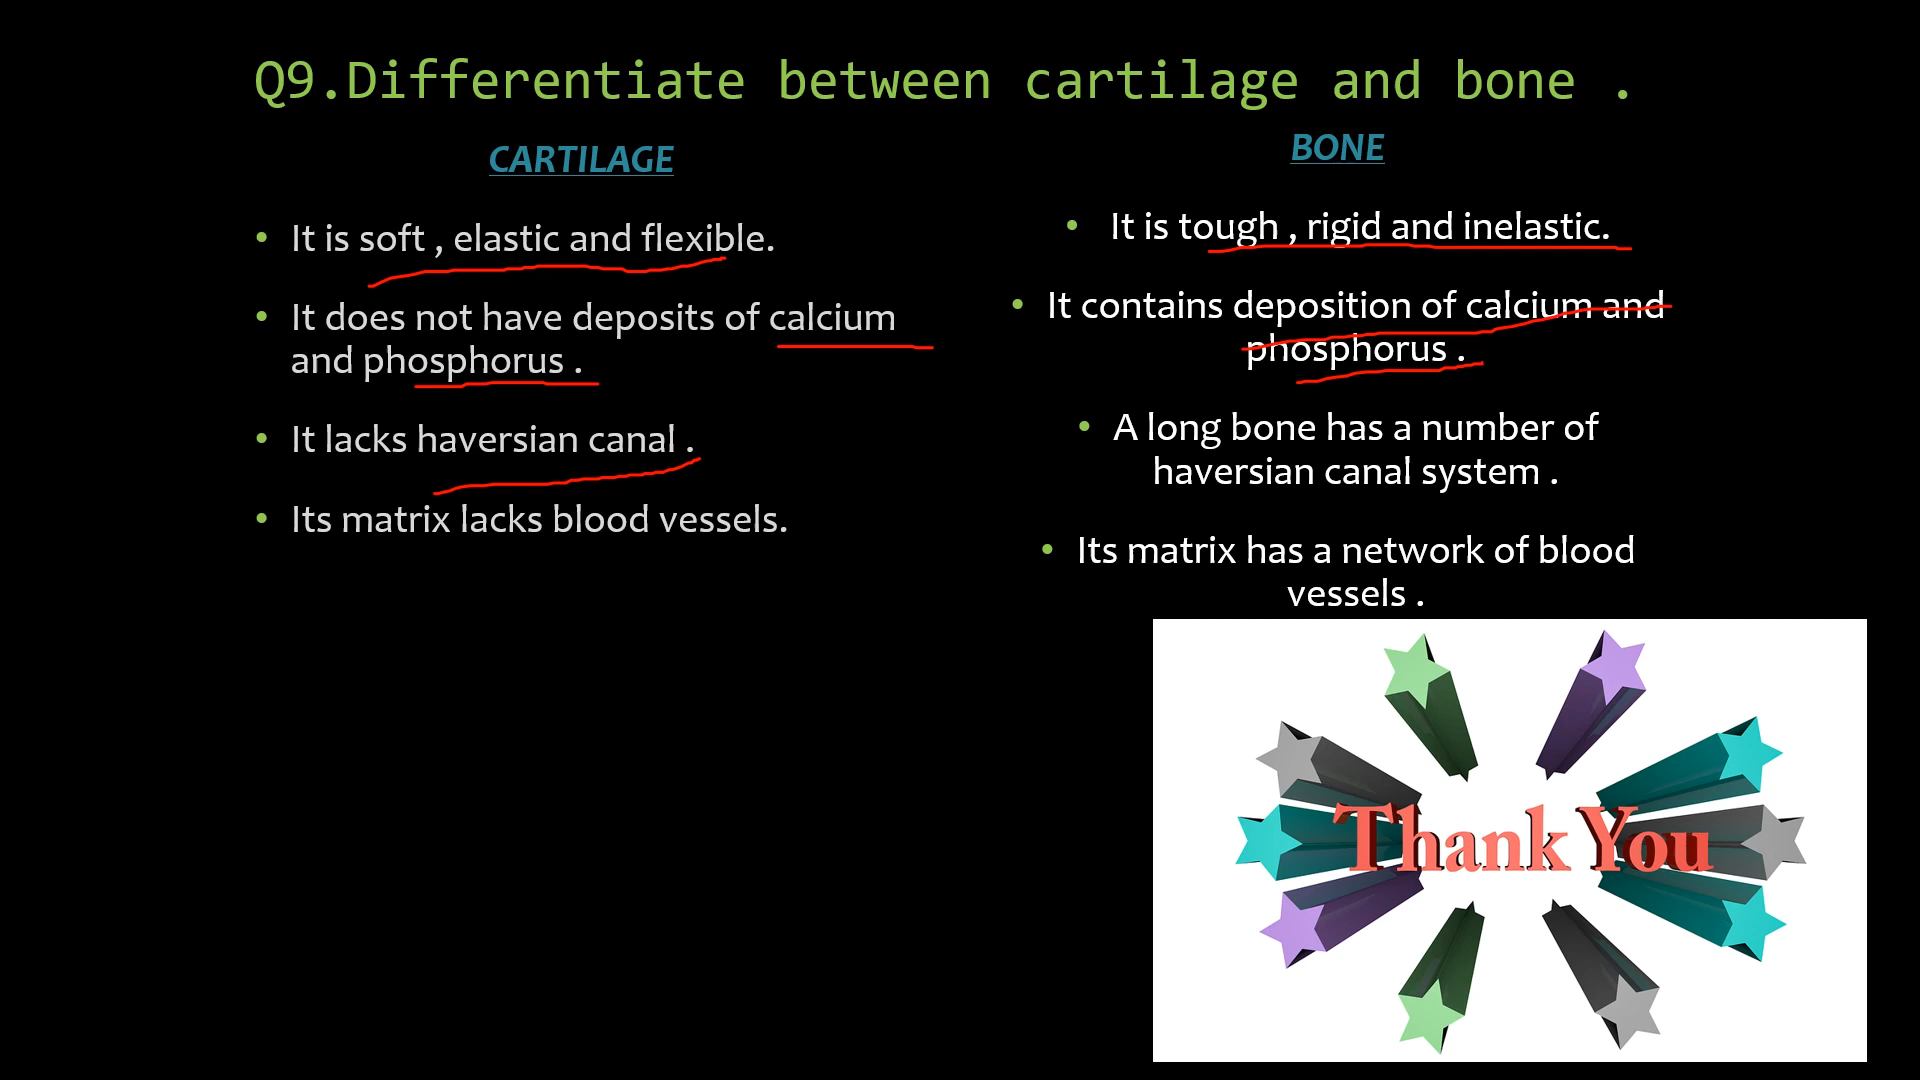 Q9.Differentiate between cartilage and bone .
CARTILAGE
• It is soft , elastic and flexible.
• It does not have deposits of calcium
and phosphorus .
• It lacks haversian canal .
• Its matrix lacks blood vessels.
BONE
• It is tough , rigid and inelastic.
• It contains deposition of calcium and
phosphorus .
• A long bone has a number of
haversian canal system .
• Its matrix has a network of blood
vessels .
Thank You